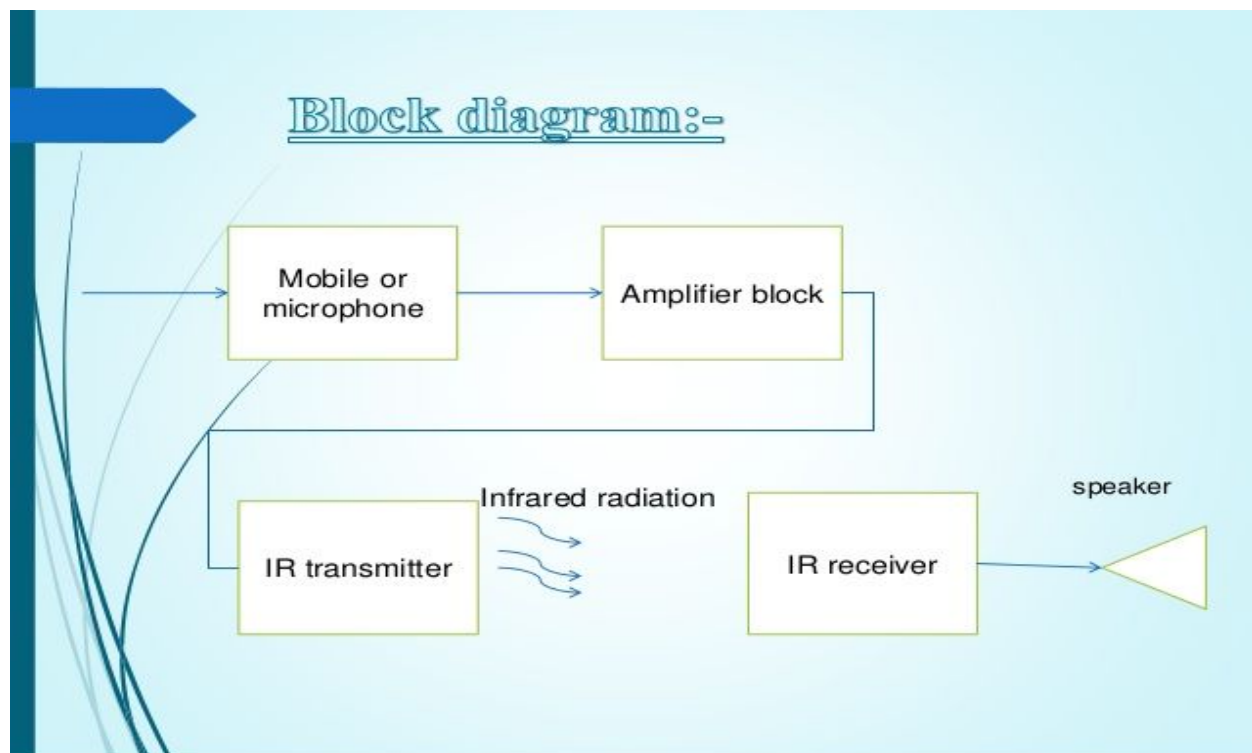 Block diagram:-
Mobile or
microphone
Amplifier block
Infrared radiation
speaker
IR transmitter
IR receiver